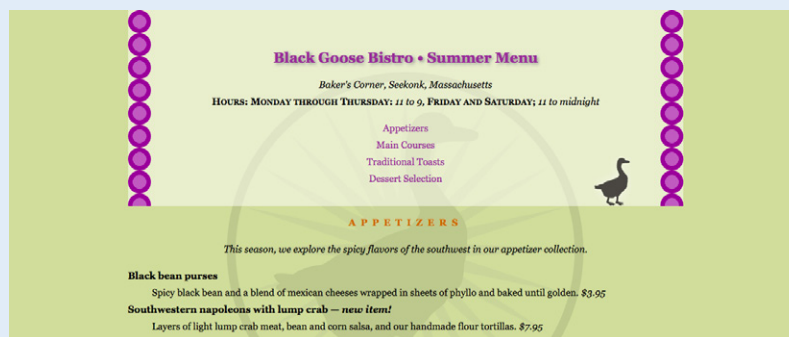 Black Goose Bistro • Summer Menu
Baker's Corner, Seekonk, Massachusetts
Hours: Monday through Thursday: 11 to 9, Friday and Saturday; 11 to midnight
Appetizers
Main Courses
Traditional Toasts
Dessert Selection
APPETIZERS
This season, we explore the spicy flavors of the southwest in our appetizer collection.
Black bean purses
Spicy black bean and a blend of mexican cheeses wrapped in sheets of phyllo and baked until golden. $3.95
Southwestern napoleons with lump crab — new item!
Layers of light lump crab meat, bean and corn salsa, and our handmade flour tortillas. $7.95